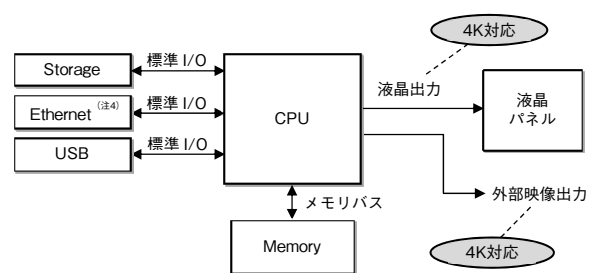 4K対応
Storage
標準 I/O
液晶出力
Ethernet (注4)
標準 I/O
CPU
液晶
パネル
USB
標準 I/O
メモリバス
外部映像出力
Memory
4K対応